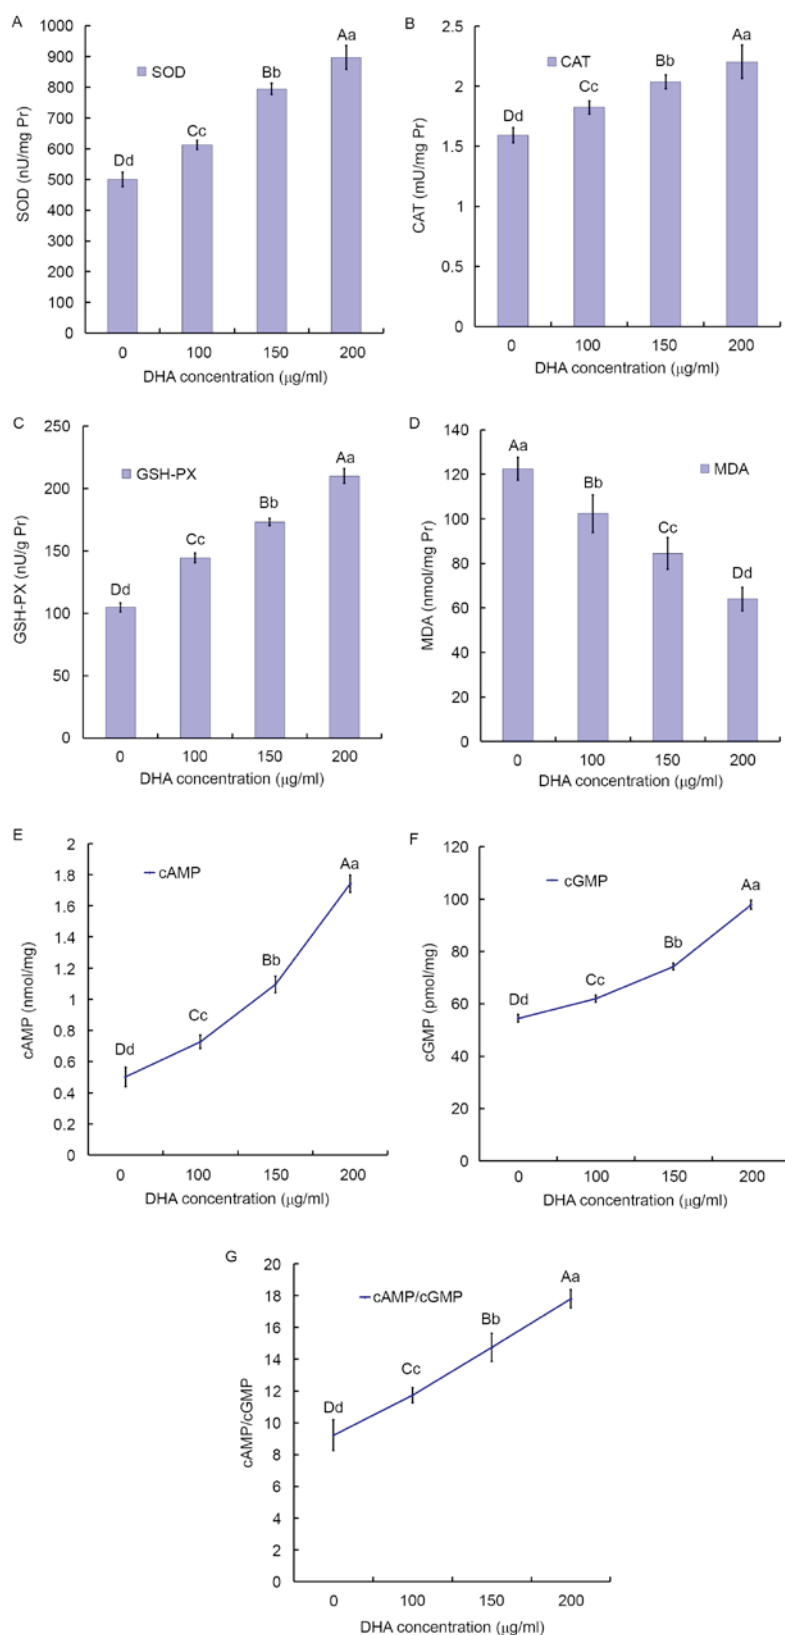 A
SOD (nU/mg Pr)
1000
900
800
700
600
500
400
300
200
100
0
SOD
Dd
Cc
Bb
Aa
0 100 150 200
DHA concentration (μg/ml)
B
CAT (mU/mg Pr)
2.5
2
1.5
1
0.5
0
CAT
Dd
Cc
Bb
Aa
0 100 150 200
DHA concentration (μg/ml)
C
GSH-PX (nU/g Pr)
250
200
150
100
50
0
GSH-PX
Dd
Cc
Bb
Aa
0 100 150 200
DHA concentration (μg/ml)
D
MDA (nmol/mg Pr)
140
120
100
80
60
40
20
0
MDA
Aa
Bb
Cc
Dd
0 100 150 200
DHA concentration (μg/ml)
E
cAMP (nmol/mg)
2
1.8
1.6
1.4
1.2
1
0.8
0.6
0.4
0.2
0
cAMP
Dd
Cc
Bb
Aa
0 100 150 200
DHA concentration (μg/ml)
F
cGMP (pmol/mg)
120
100
80
60
40
20
0
cGMP
Dd
Cc
Bb
Aa
0 100 150 200
DHA concentration (μg/ml)
G
cAMP/cGMP
20
18
16
14
12
10
8
6
4
2
0
cAMP/cGMP
Dd
Cc
Bb
Aa
0 100 150 200
DHA concentration (μg/ml)